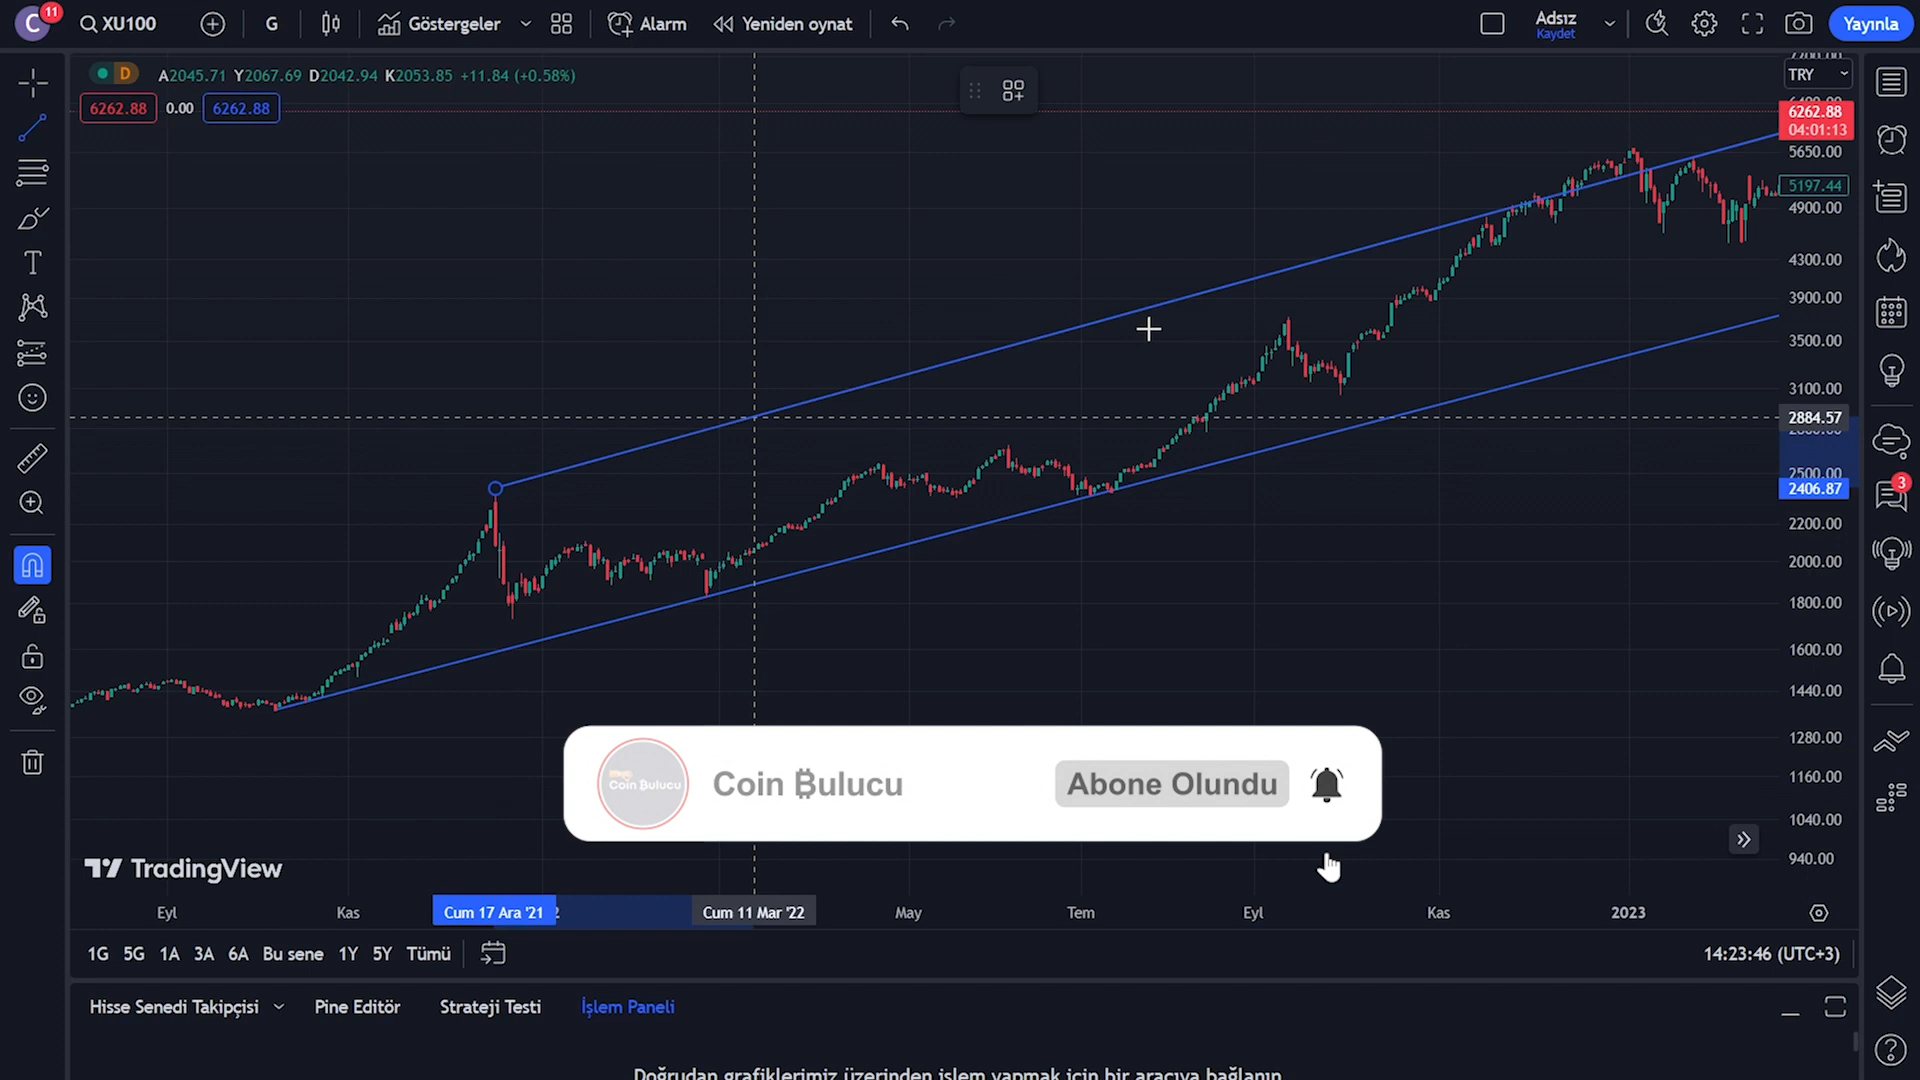 C 11 XU100 G Göstergeler Alarm Yeniden oynat Adsız Kaydet Yayınla
D A2045.71 Y2067.69 D2042.94 K2053.85 +11.84 (+0.58%)
TRY
6262.88 0.00 6262.88
6262.88
04:01:13
5650.00
5197.44
4900.00
4300.00
3900.00
3500.00
3100.00
2884.57
2500.00
2406.87
2200.00
2000.00
1800.00
1600.00
1440.00
1280.00
1160.00
1040.00
940.00
3
Coin ₿ulucu
Coin ₿ulucu Abone Olundu
TradingView
Eyl Kas Cum 17 Ara '21 2 Cum 11 Mar '22 May Tem Eyl Kas 2023
1G 5G 1A 3A 6A Bu sene 1Y 5Y Tümü 14:23:46 (UTC+3)
Hisse Senedi Takipçisi Pine Editör Strateji Testi İşlem Paneli
Doğrudan grafiklerimiz üzerinden işlem yapmak için bir aracıya bağlanın